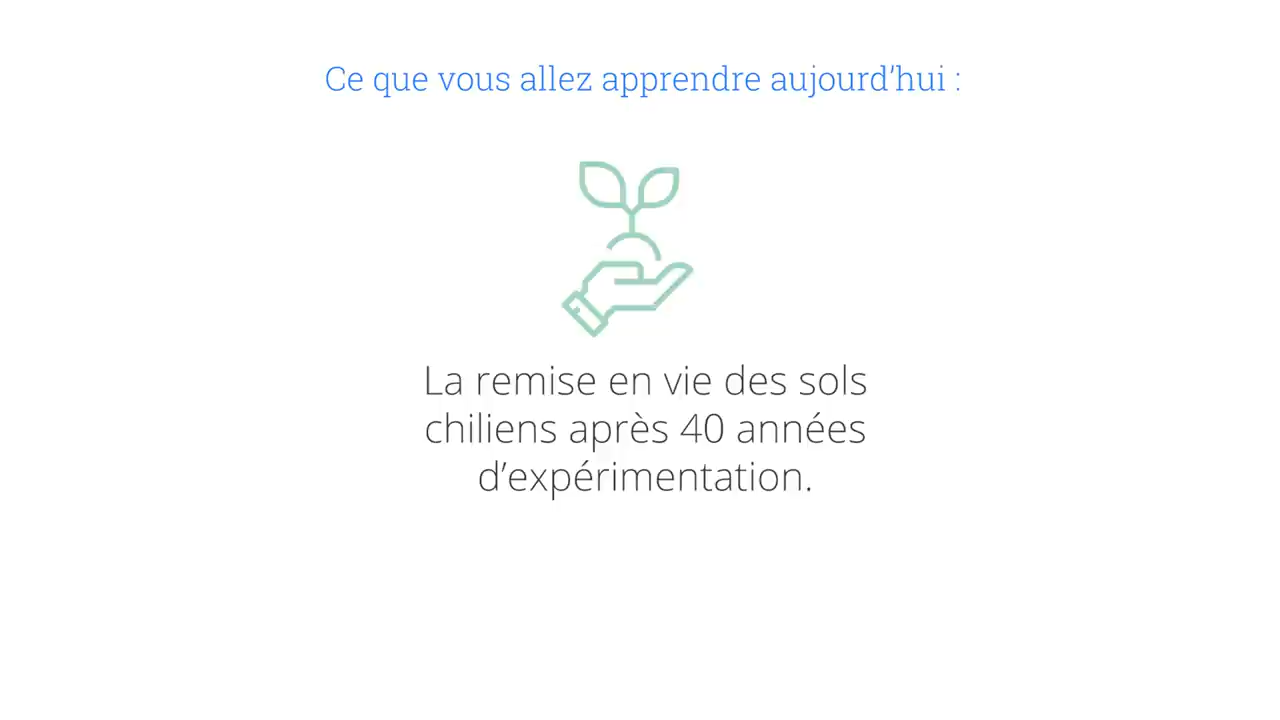 Ce que vous allez apprendre aujourd’hui :
La remise en vie des sols
chiliens après 40 années
d’expérimentation.